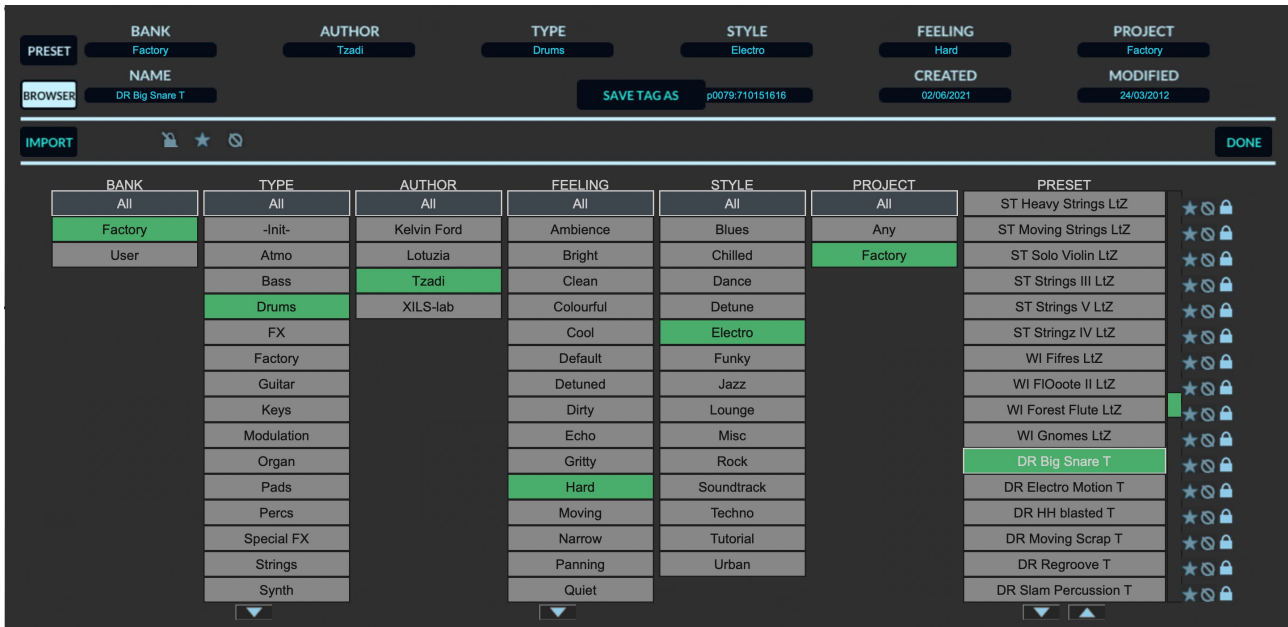 BANK AUTHOR TYPE STYLE FEELING PROJECT
PRESET Factory Tzadi Drums Electro Hard Factory
NAME CREATED MODIFIED
BROWSER DR Big Snare T SAVE TAG AS p0079:710151616 02/06/2021 24/03/2012
IMPORT DONE
BANK TYPE AUTHOR FEELING STYLE PROJECT PRESET
All All All All All All ST Heavy Strings LtZ
Factory -Init- Kelvin Ford Ambience Blues Any ST Moving Strings LtZ
User Atmo Lotuzia Bright Chilled Factory ST Solo Violin LtZ
Bass Tzadi Clean Dance ST Strings III LtZ
Drums XILS-lab Colourful Detune ST Strings V LtZ
FX Cool Electro ST Stringz IV LtZ
Factory Default Funky WI Fifres LtZ
Guitar Detuned Jazz WI FlOoote II LtZ
Keys Dirty Lounge WI Forest Flute LtZ
Modulation Echo Misc WI Gnomes LtZ
Organ Gritty Rock DR Big Snare T
Pads Hard Soundtrack DR Electro Motion T
Percs Moving Techno DR HH blasted T
Special FX Narrow Tutorial DR Moving Scrap T
Strings Panning Urban DR Regroove T
Synth Quiet DR Slam Percussion T